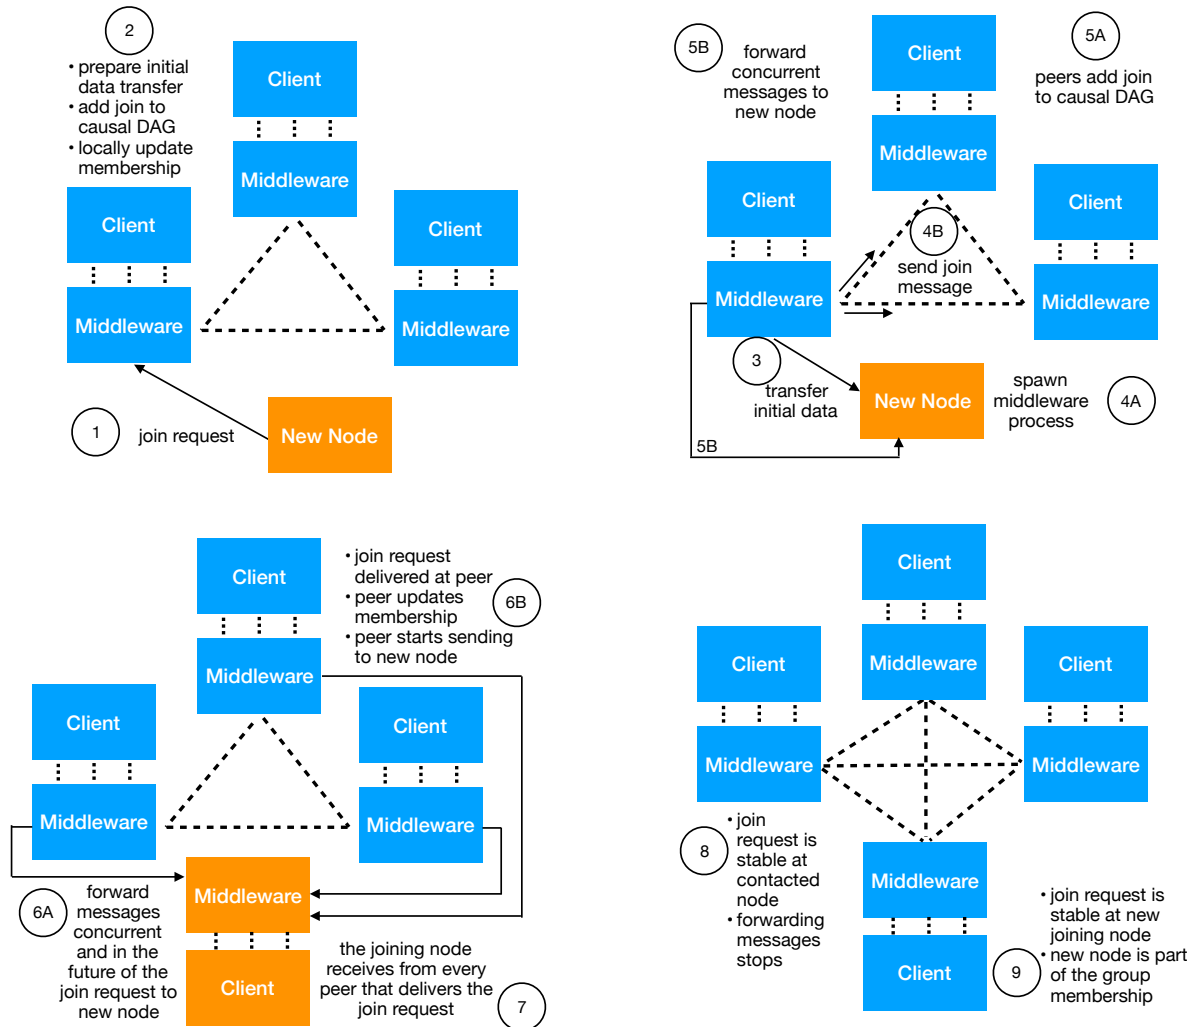 2
• prepare initial
data transfer
• add join to
causal DAG
• locally update
membership
Client
Middleware
Client
Middleware
Client
Middleware
1
join request
New Node
5B
forward
concurrent
messages to
new node
5A
peers add join
to causal DAG
Client
Middleware
Client
Middleware
Client
Middleware
4B
send join
message
3
transfer
initial data
New Node
spawn
middleware
process
4A
5B
Client
Middleware
• join request
delivered at peer
• peer updates
membership
• peer starts sending
to new node
6B
Client
Middleware
Client
Middleware
6A
forward
messages
concurrent
and in the
future of the
join request to
new node
Middleware
Client
the joining node
receives from every
peer that delivers the
join request
7
Client
Middleware
Client
Middleware
Client
Middleware
8
• join
request is
stable at
contacted
node
• forwarding
messages
stops
Middleware
Client
9
• join request is
stable at new
joining node
• new node is part
of the group
membership